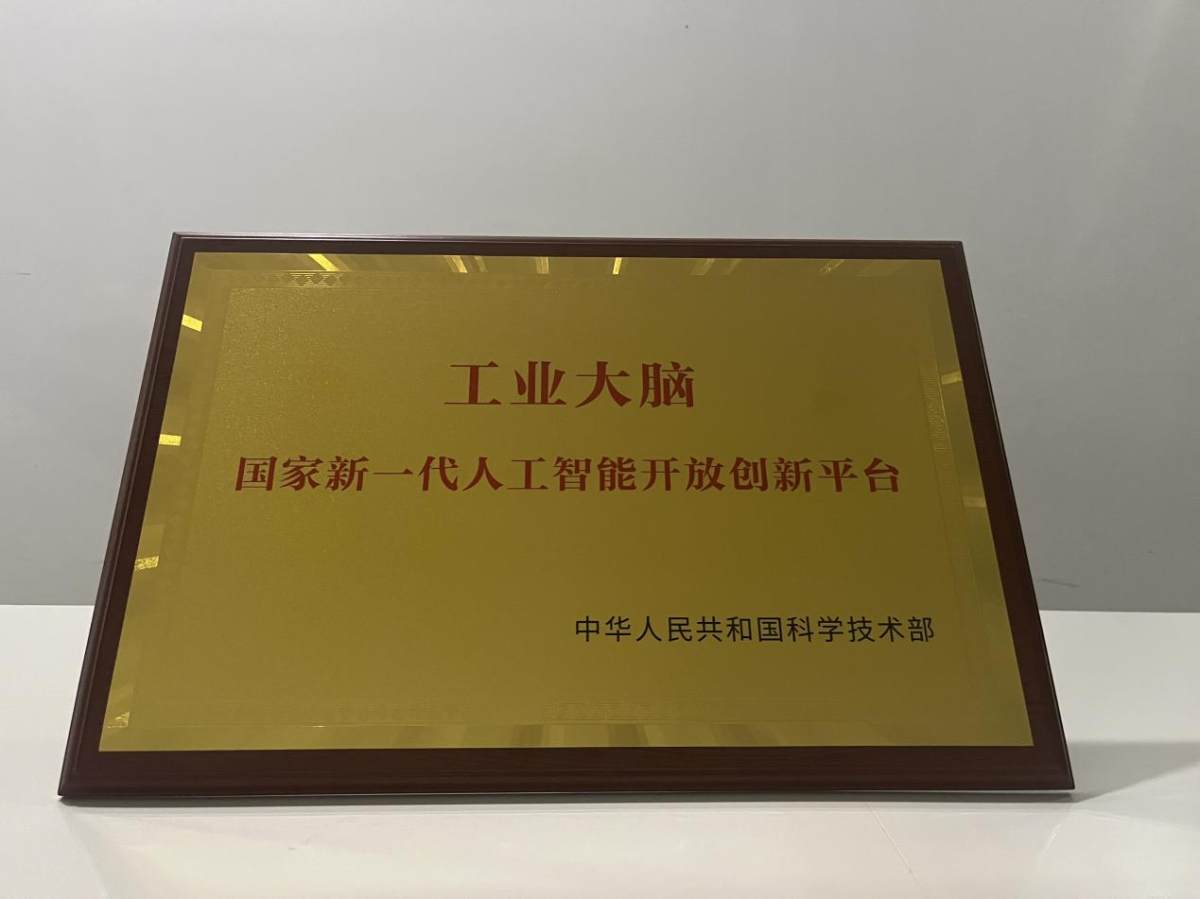 工业大脑
国家新一代人工智能开放创新平台
中华人民共和国科学技术部